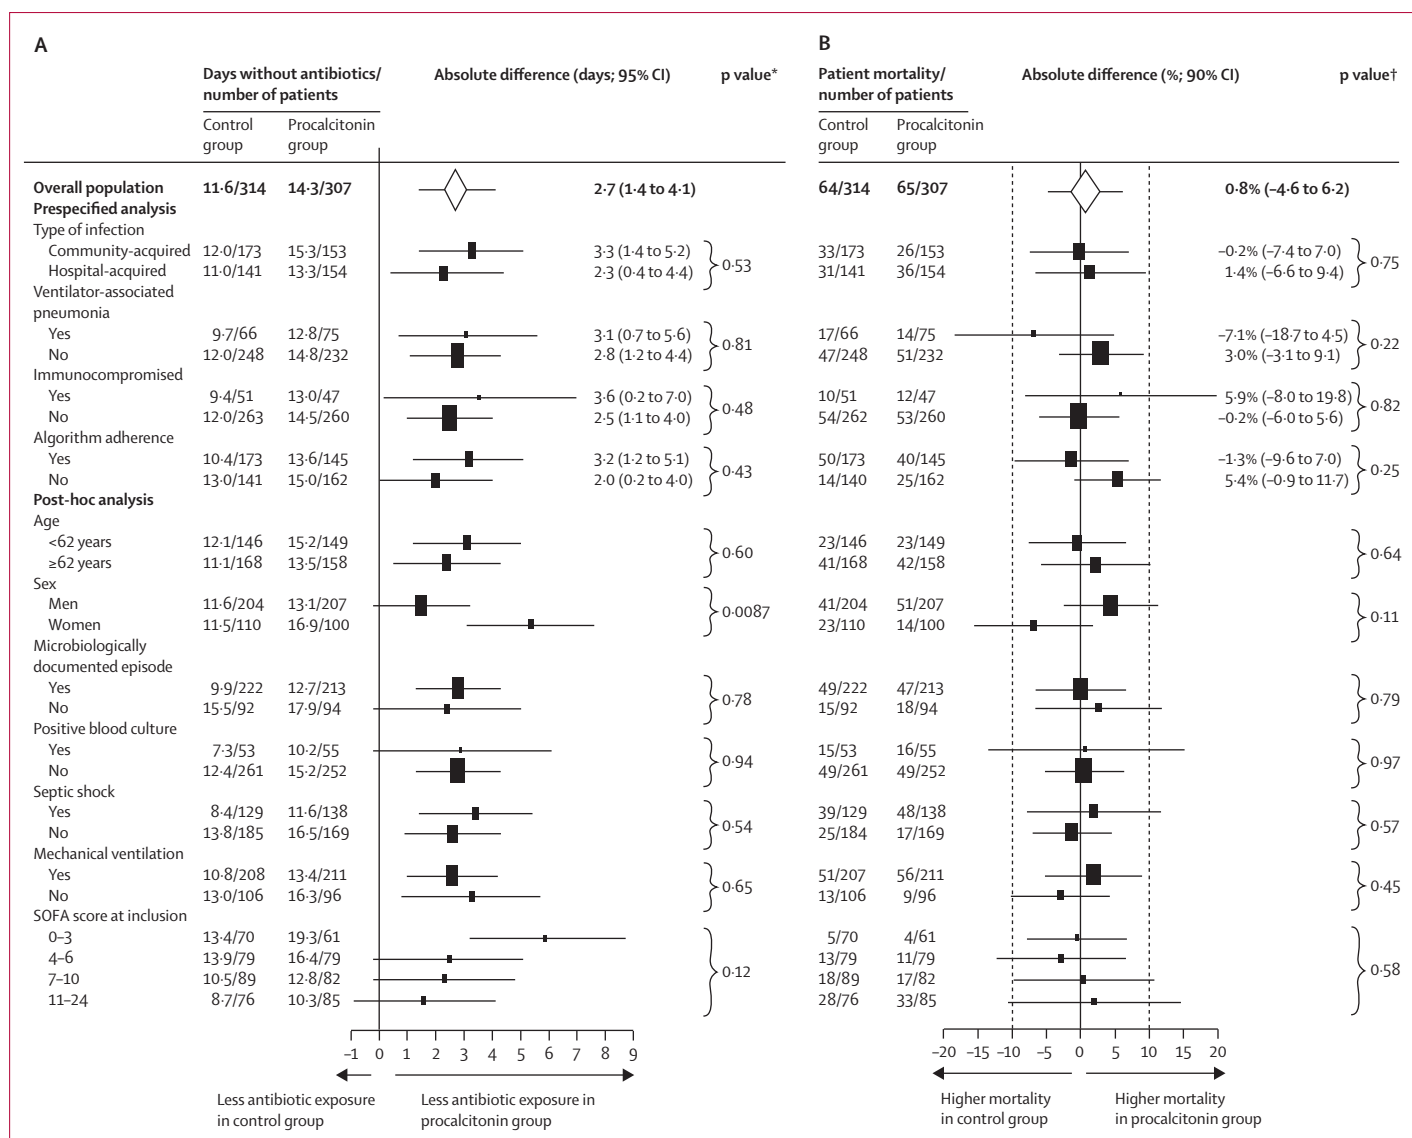 A
B
Days without antibiotics/ Absolute difference (days; 95% CI) p value* Patient mortality/ Absolute difference (%; 90% CI) p value†
number of patients number of patients
Control Procalcitonin Control Procalcitonin
group group group group
Overall population 11·6/314 14·3/307 2·7 (1·4 to 4·1) 64/314 65/307 0·8% (–4·6 to 6·2)
Prespecified analysis
Type of infection
Community-acquired 12·0/173 15·3/153 3·3 (1·4 to 5·2) 33/173 26/153 –0·2% (–7·4 to 7·0)
0·53 0·75
Hospital-acquired 11·0/141 13·3/154 2·3 (0·4 to 4·4) 31/141 36/154 1·4% (–6·6 to 9·4)
Ventilator-associated
pneumonia
Yes 9·7/66 12·8/75 3·1 (0·7 to 5·6) 17/66 14/75 –7·1% (–18·7 to 4·5)
0·81 0·22
No 12·0/248 14·8/232 2·8 (1·2 to 4·4) 47/248 51/232 3·0% (–3·1 to 9·1)
Immunocompromised
Yes 9·4/51 13·0/47 3·6 (0·2 to 7·0) 10/51 12/47 5·9% (–8·0 to 19·8)
0·48 0·82
No 12·0/263 14·5/260 2·5 (1·1 to 4·0) 54/262 53/260 –0·2% (–6·0 to 5·6)
Algorithm adherence
Yes 10·4/173 13·6/145 3·2 (1·2 to 5·1) 50/173 40/145 –1·3% (–9·6 to 7·0)
0·43 0·25
No 13·0/141 15·0/162 2·0 (0·2 to 4·0) 14/140 25/162 5·4% (–0·9 to 11·7)
Post-hoc analysis
Age
<62 years 12·1/146 15·2/149 23/146 23/149
0·60 0·64
≥62 years 11·1/168 13·5/158 41/168 42/158
Sex
Men 11·6/204 13·1/207 41/204 51/207
0·0087 0·11
Women 11·5/110 16·9/100 23/110 14/100
Microbiologically
documented episode
Yes 9·9/222 12·7/213 49/222 47/213
0·78 0·79
No 15·5/92 17·9/94 15/92 18/94
Positive blood culture
Yes 7·3/53 10·2/55 15/53 16/55
0·94 0·97
No 12·4/261 15·2/252 49/261 49/252
Septic shock
Yes 8·4/129 11·6/138 39/129 48/138
0·54 0·57
No 13·8/185 16·5/169 25/184 17/169
Mechanical ventilation
Yes 10·8/208 13·4/211 51/207 56/211
0·65 0·45
No 13·0/106 16·3/96 13/106 9/96
SOFA score at inclusion
0–3 13·4/70 19·3/61 5/70 4/61
4–6 13·9/79 16·4/79 13/79 11/79
0·12 0·58
7–10 10·5/89 12·8/82 18/89 17/82
11–24 8·7/76 10·3/85 28/76 33/85
–1 0 1 2 3 4 5 6 7 8 9 –20 –15 –10 –5 0 5 10 15 20
Less antibiotic exposure Less antibiotic exposure in Higher mortality Higher mortality
in control group procalcitonin group in control group in procalcitonin group